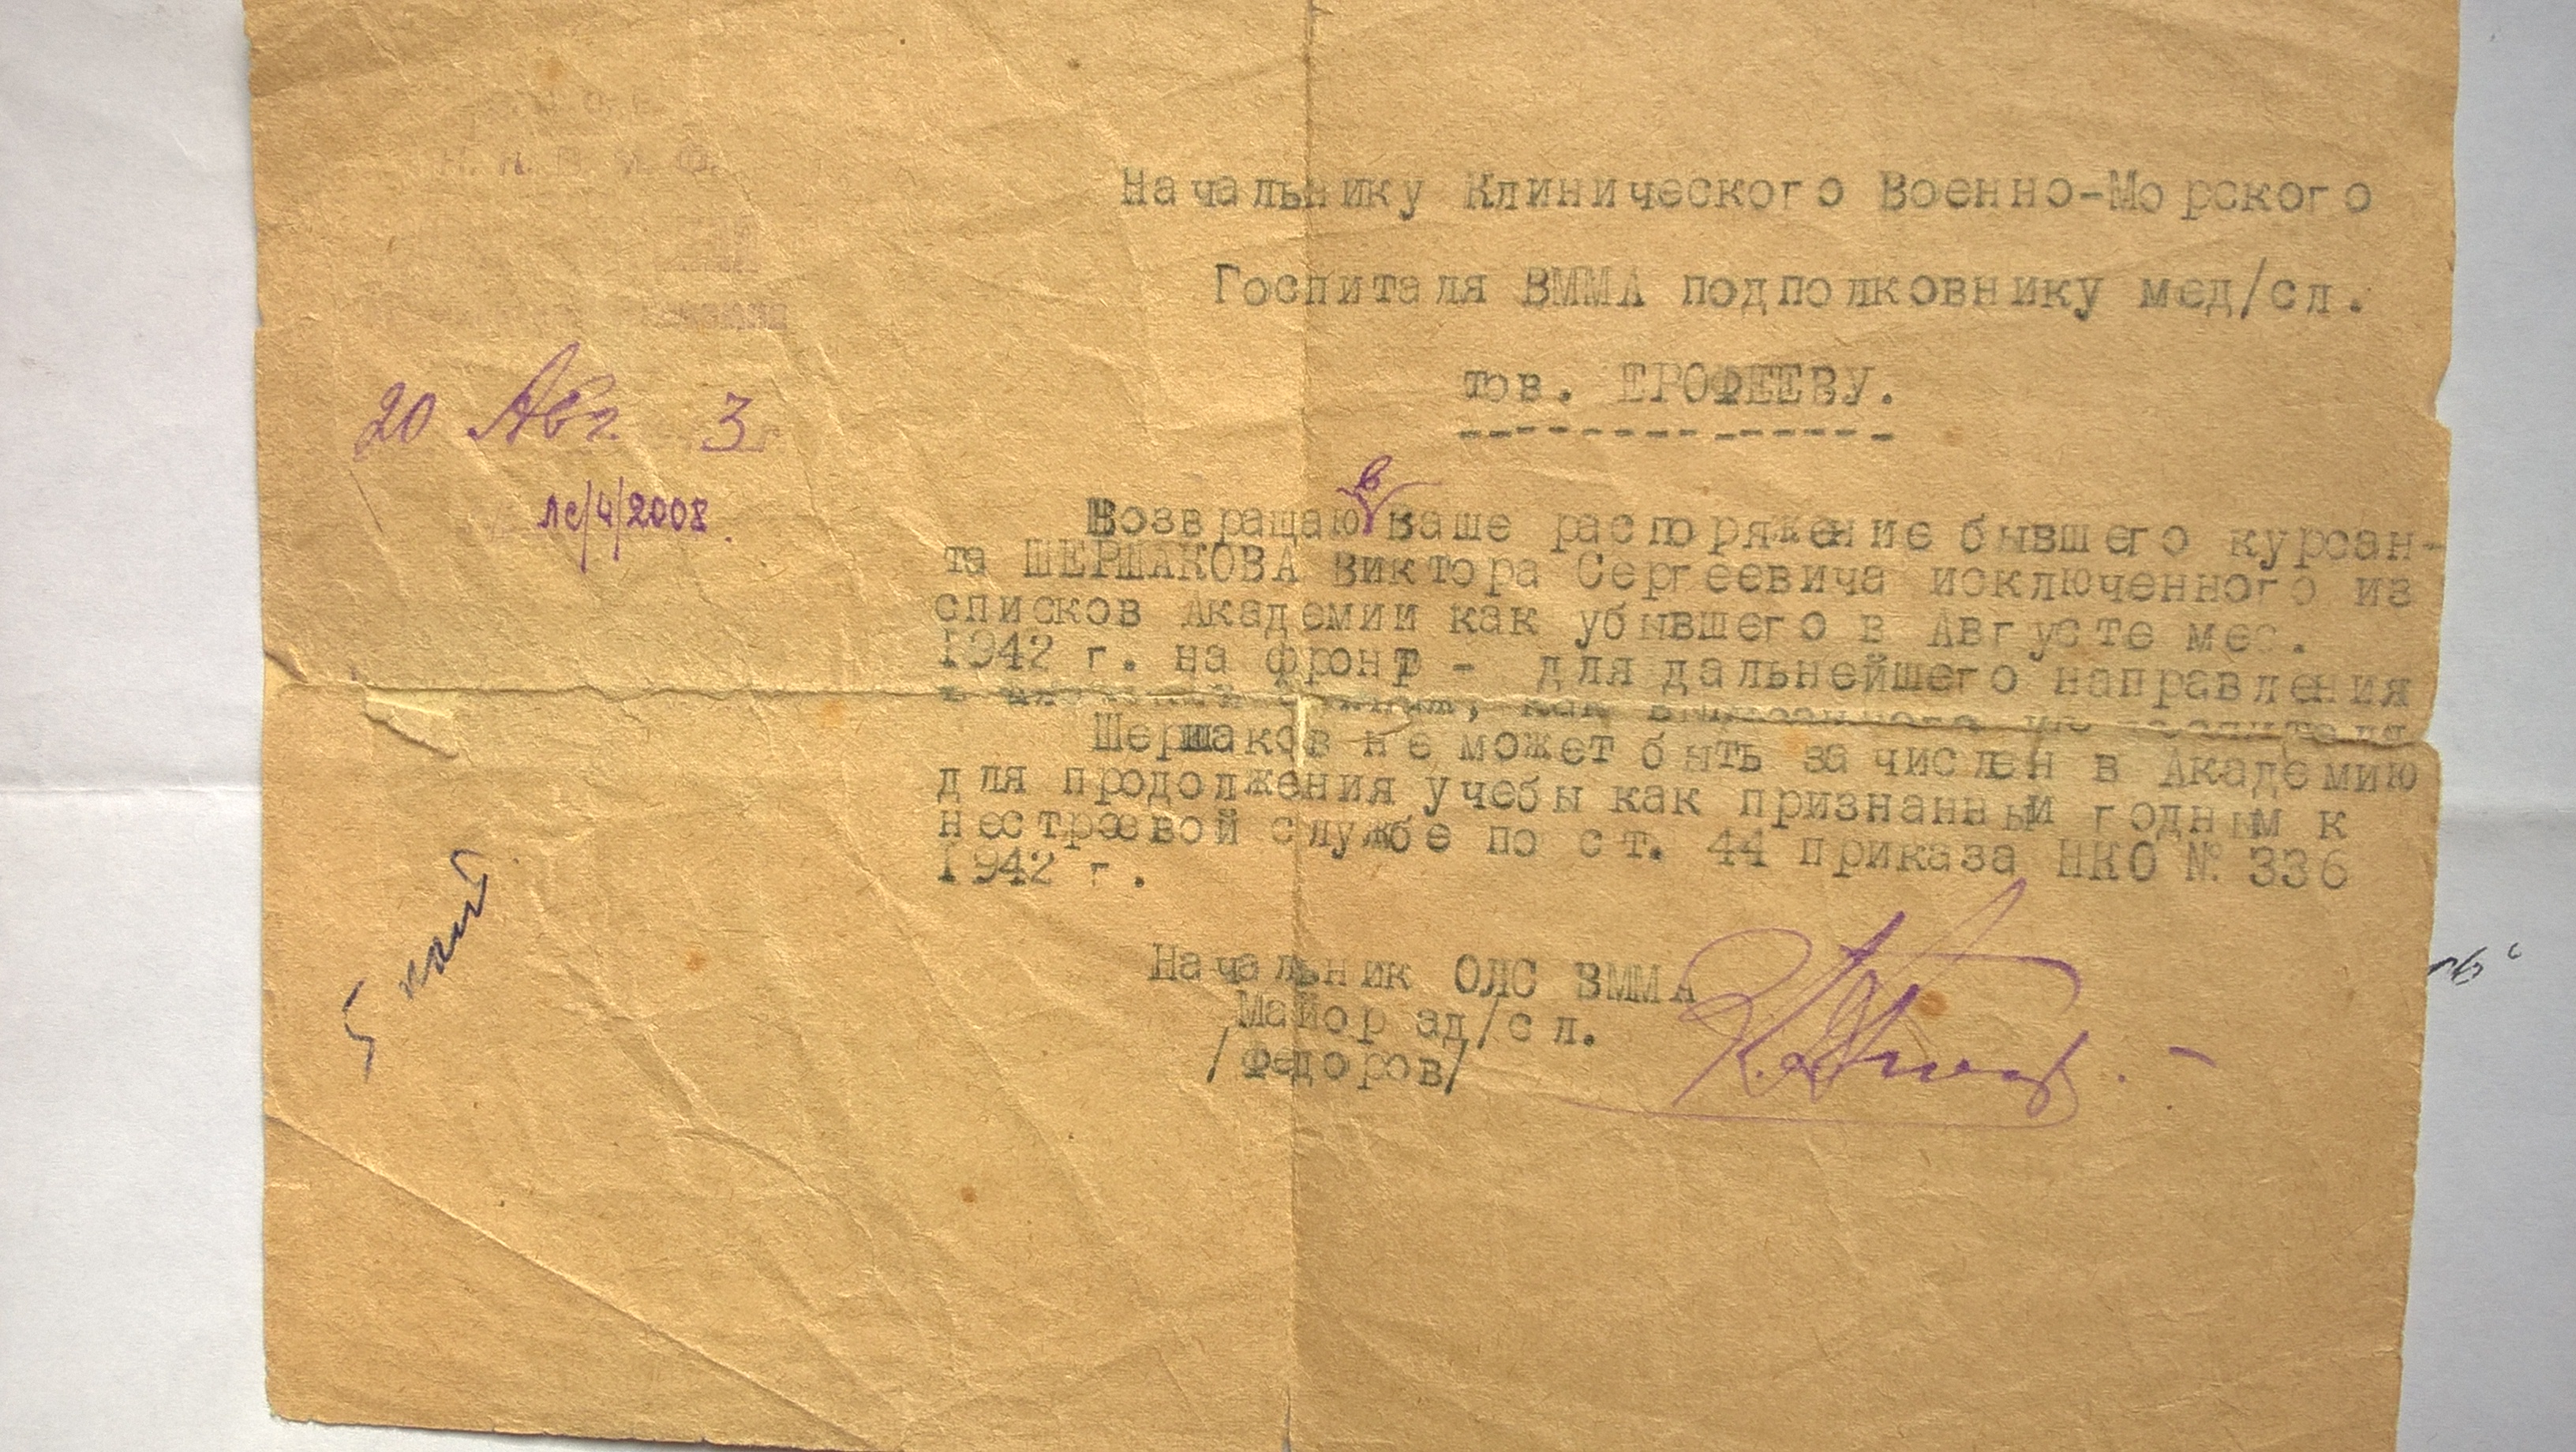 Начальнику Клинического Военно-Морского
Госпиталя ВММА подполковнику мед/сл.
тов. ЕРОФЕЕВУ.
20 Авг. 3
лс/4/2008.
в
Возвращаю ваше распоряжение бывшего курсан-
та ШЕРШАКОВА Виктора Сергеевича исключенного из
списков Академии как убывшего в Августе мес.
1942 г. на фронт - для дальнейшего направления
как
Шершаков не может быть зачислен в Академию
для продолжения учебы как признанный годным к
нестроевой службе по ст. 44 приказа НКО № 336
1942 г.
Начальник ОЛС ВММА
Майор ад/сл.
/Федоров/